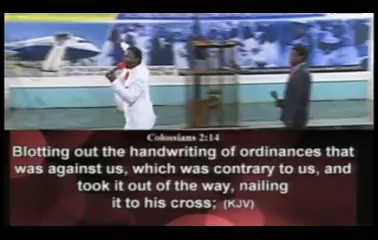 Colossians 2:14
Blotting out the handwriting of ordinances that
was against us, which was contrary to us, and
took it out of the way, nailing
it to his cross; (KJV)